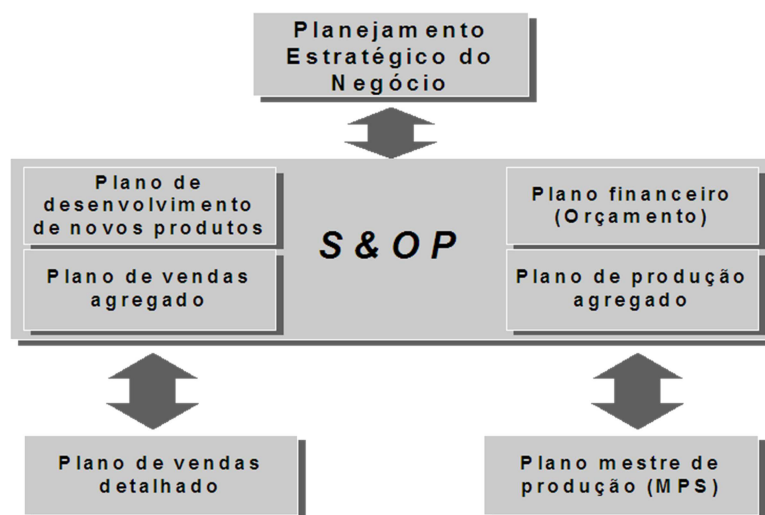 Planejamento
Estratégico do
Negócio
Plano de
desenvolvimento
de novos produtos
Plano de vendas
agregado
S & O P
Plano financeiro
(Orçamento)
Plano de produção
agregado
Plano de vendas
detalhado
Plano mestre de
produção (MPS)